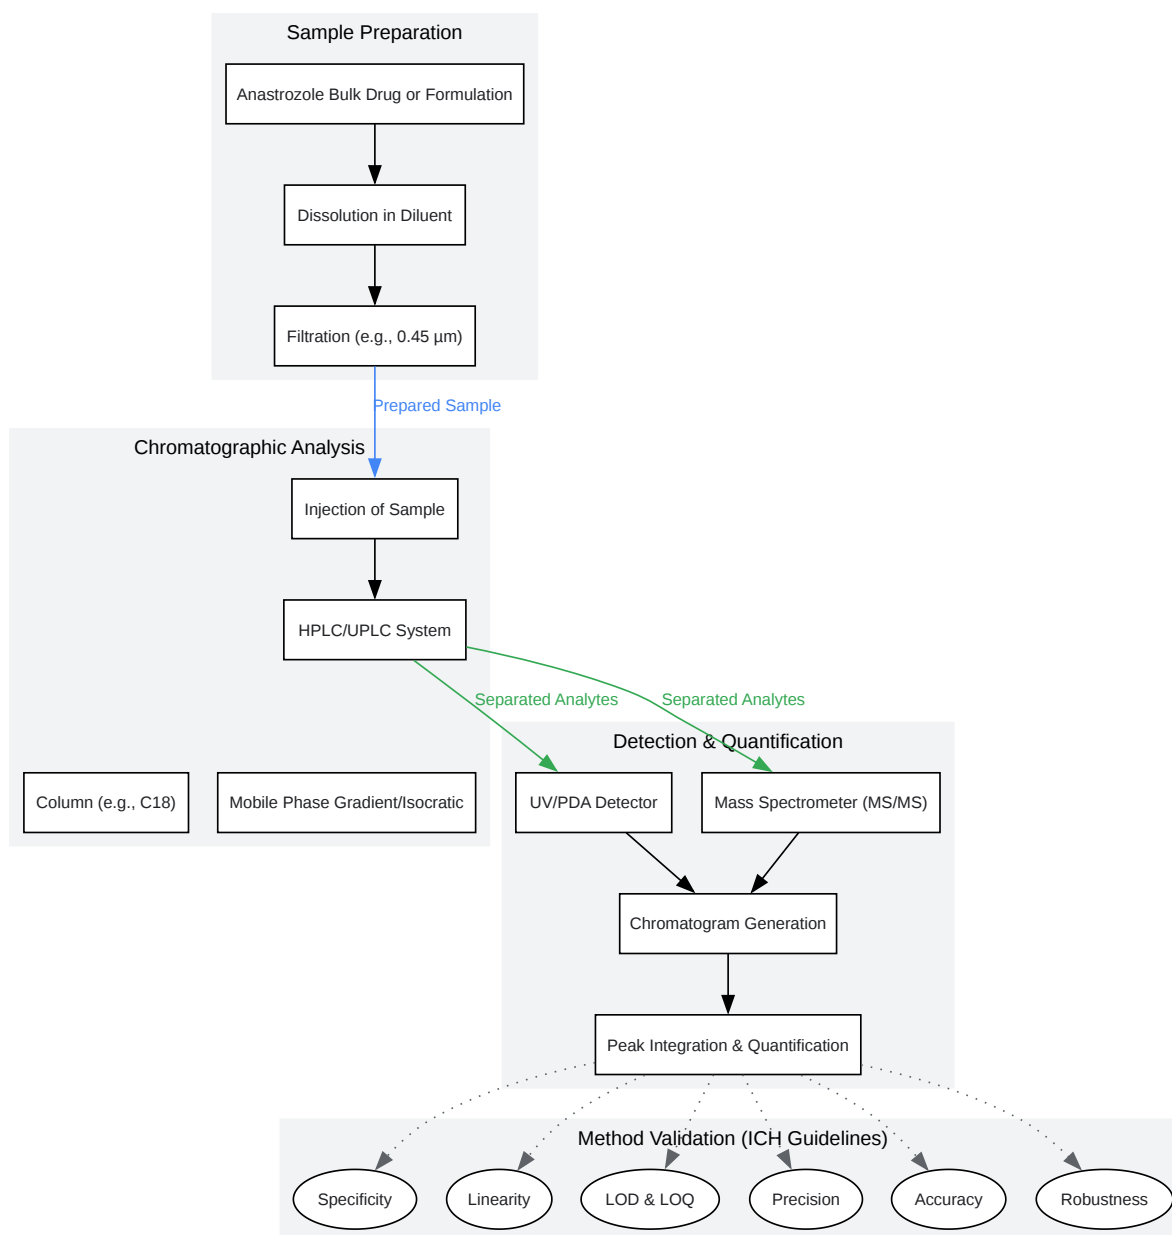 Sample Preparation
Anastrozole Bulk Drug or Formulation
Dissolution in Diluent
Filtration (e.g., 0.45 µm)
Prepared Sample
Chromatographic Analysis
Injection of Sample
HPLC/UPLC System
Separated Analytes
Separated Analytes
Column (e.g., C18)
Mobile Phase Gradient/Isocratic
Detection & Quantification
UV/PDA Detector
Mass Spectrometer (MS/MS)
Chromatogram Generation
Peak Integration & Quantification
Method Validation (ICH Guidelines)
Specificity
Linearity
LOD & LOQ
Precision
Accuracy
Robustness